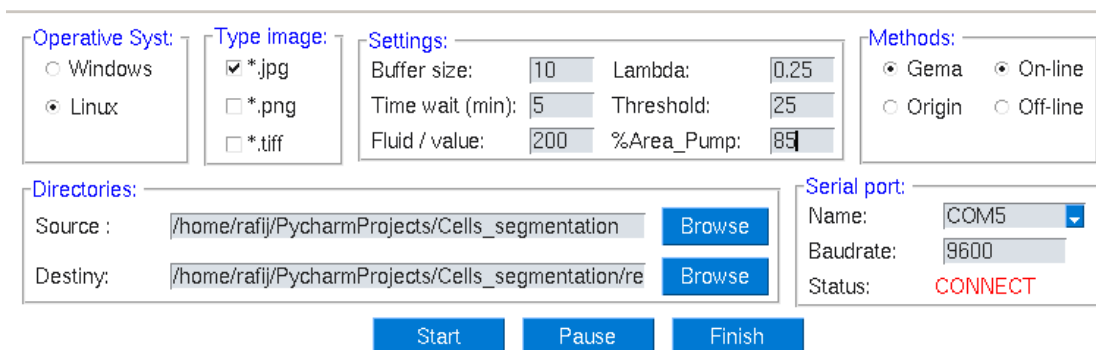 Operative Syst:
Windows
Linux
Type image:
*.jpg
*.png
*.tiff
Settings:
Buffer size: 10 Lambda: 0.25
Time wait (min): 5 Threshold: 25
Fluid / value: 200 %Area_Pump: 85
Methods:
Gema On-line
Origin Off-line
Directories:
Source : /home/rafij/PycharmProjects/Cells_segmentation Browse
Destiny: /home/rafij/PycharmProjects/Cells_segmentation/re Browse
Serial port:
Name: COM5
Baudrate: 9600
Status: CONNECT
Start Pause Finish